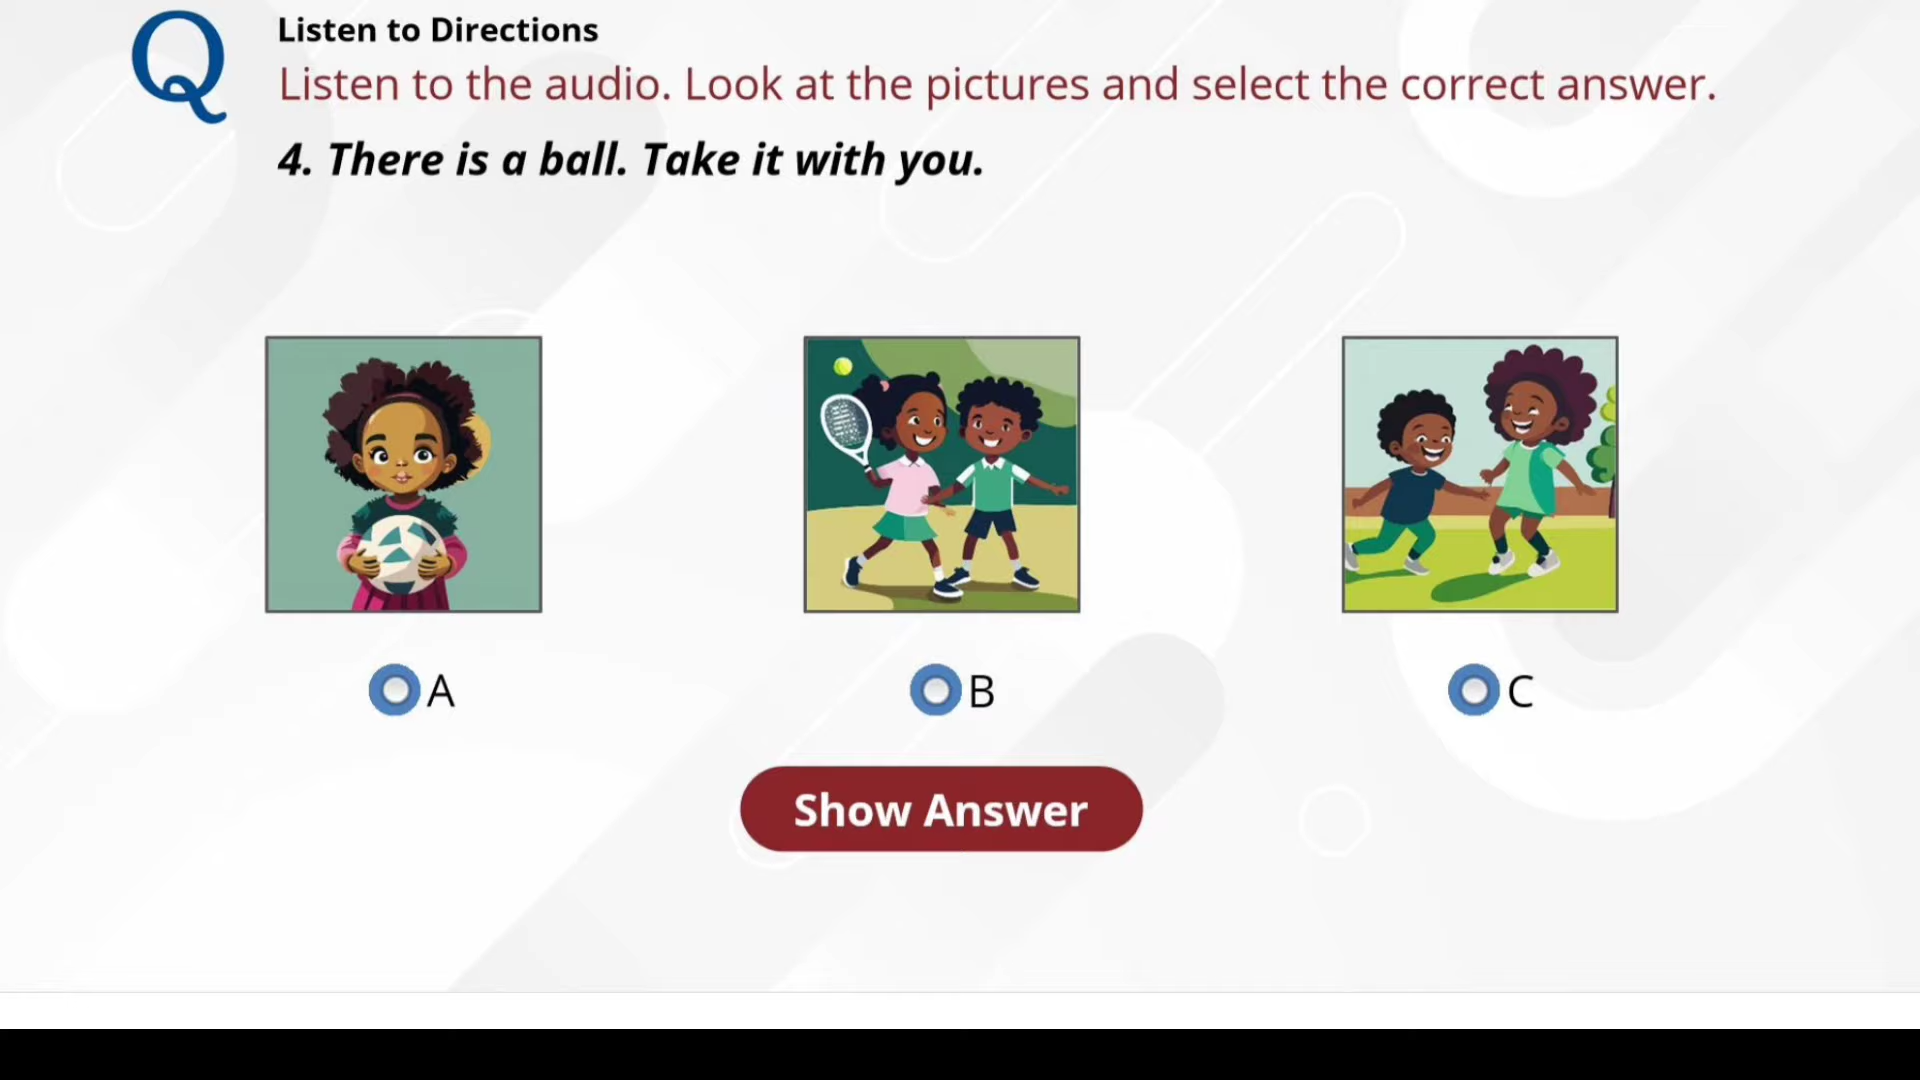 Q
Listen to Directions
Listen to the audio. Look at the pictures and select the correct answer.
4. There is a ball. Take it with you.
A
B
C
Show Answer